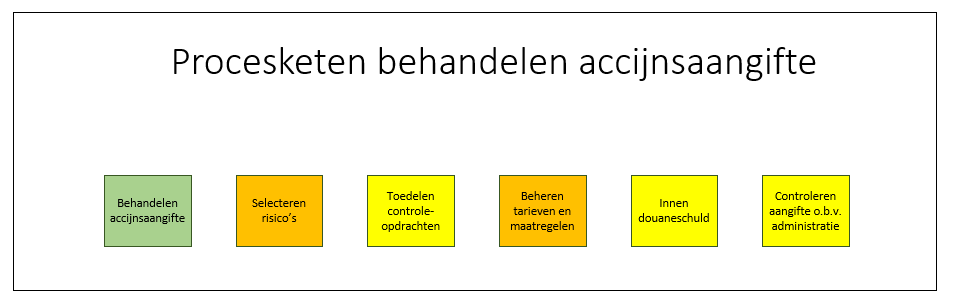 Procesketen behandelen accijnsaangifte
Behandelen
accijnsaangifte
Selecteren
risico's
Toedelen
controle-
opdrachten
Beheren
tarieven en
maatregelen
Innen
douaneschuld
Controleren
aangifte o.b.v.
administratie